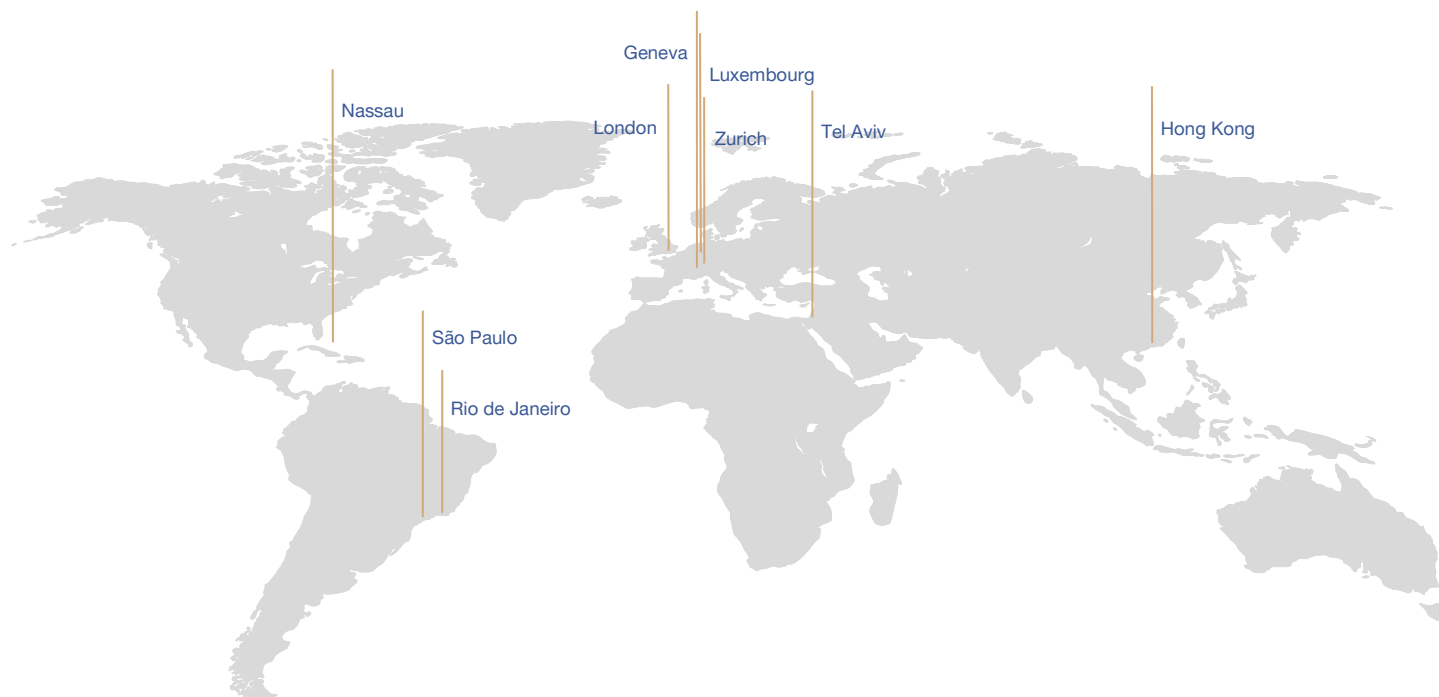 Geneva
Luxembourg
Nassau
London
Zurich
Tel Aviv
Hong Kong
São Paulo
Rio de Janeiro